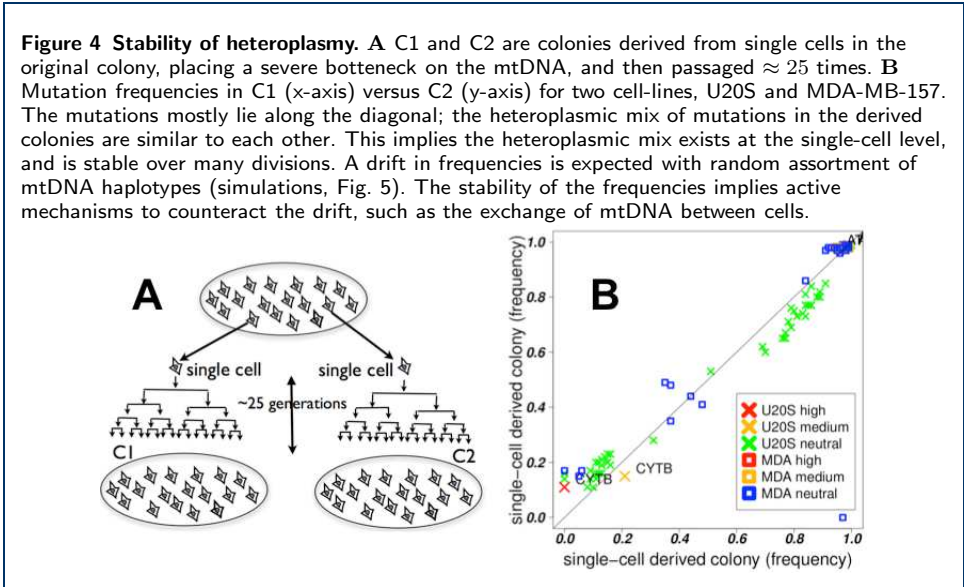 Figure 4 Stability of heteroplasmy. A C1 and C2 are colonies derived from single cells in the
original colony, placing a severe botteneck on the mtDNA, and then passaged ≈ 25 times. B
Mutation frequencies in C1 (x-axis) versus C2 (y-axis) for two cell-lines, U20S and MDA-MB-157.
The mutations mostly lie along the diagonal; the heteroplasmic mix of mutations in the derived
colonies are similar to each other. This implies the heteroplasmic mix exists at the single-cell level,
and is stable over many divisions. A drift in frequencies is expected with random assortment of
mtDNA haplotypes (simulations, Fig. 5). The stability of the frequencies implies active
mechanisms to counteract the drift, such as the exchange of mtDNA between cells.
A
single cell
single cell
~25 generations
C1
C2
B
single-cell derived colony (frequency)
1.0
0.8
0.6
0.4
0.2
0.0
CYTB
CYTB
U20S high
U20S medium
U20S neutral
MDA high
MDA medium
MDA neutral
0.0 0.2 0.4 0.6 0.8 1.0
single-cell derived colony (frequency)